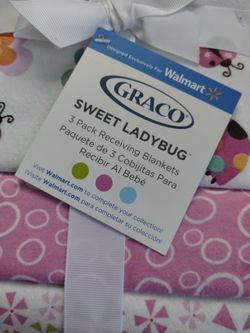 Designed Exclusively For Walmart
GRACO
SWEET LADYBUG™
3 Pack Receiving Blankets
Paquete de 3 Cobijitas Para
Recibir Al Bebé
Visit Walmart.com to complete your collection!
¡Visite Walmart.com para completar su colección!